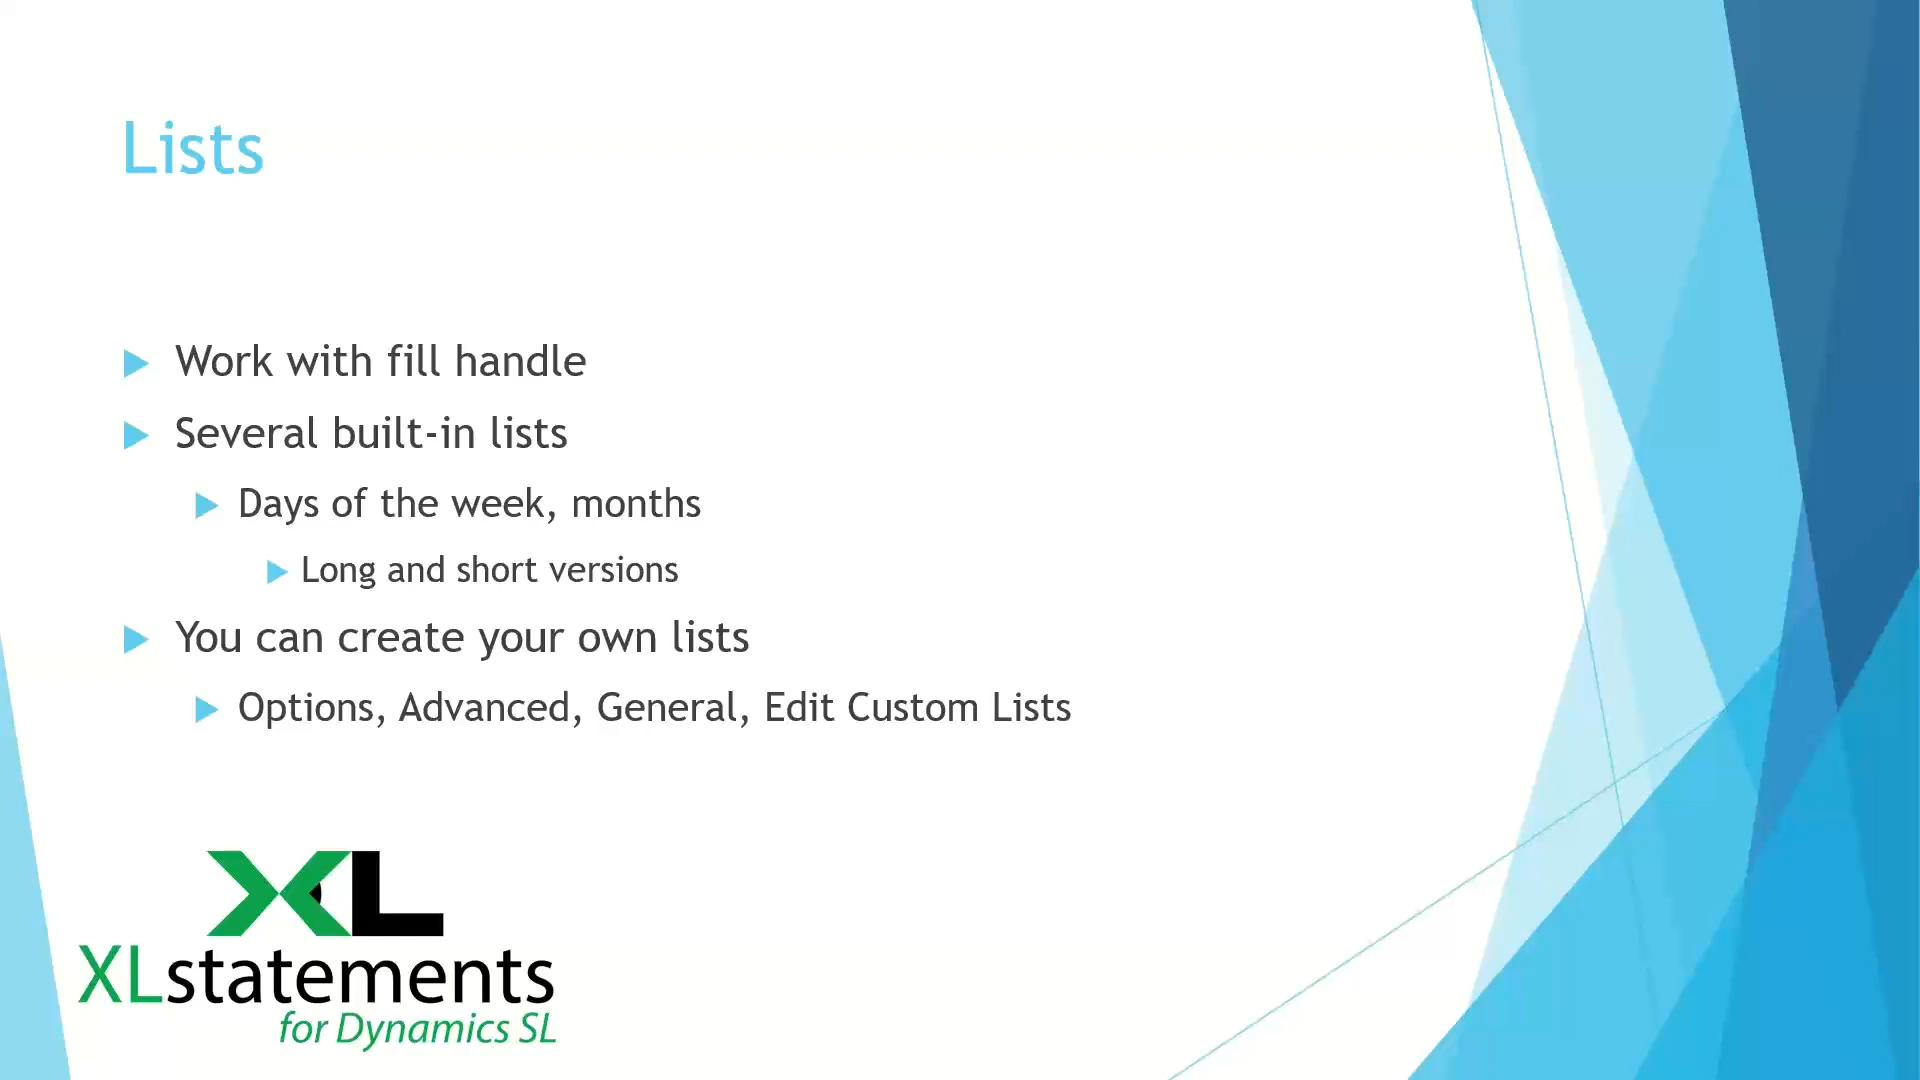 Lists
Work with fill handle
Several built-in lists
Days of the week, months
Long and short versions
You can create your own lists
Options, Advanced, General, Edit Custom Lists
XL
XLstatements
for Dynamics SL